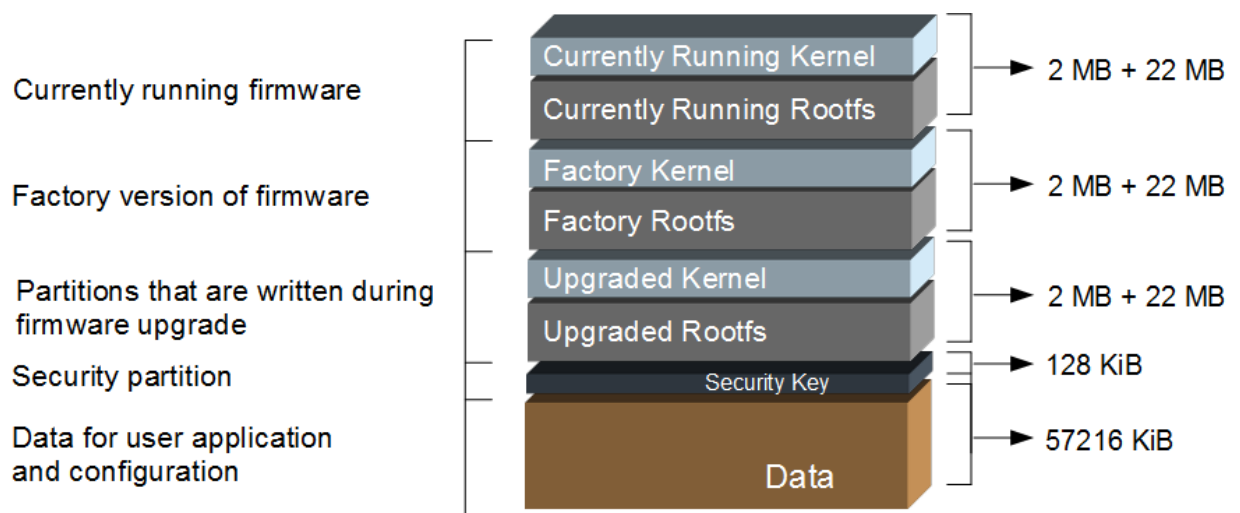 Currently running firmware
Currently Running Kernel
Currently Running Rootfs
2 MB + 22 MB
Factory version of firmware
Factory Kernel
Factory Rootfs
2 MB + 22 MB
Partitions that are written during
firmware upgrade
Upgraded Kernel
Upgraded Rootfs
2 MB + 22 MB
Security partition
Security Key
128 KiB
Data for user application
and configuration
Data
57216 KiB